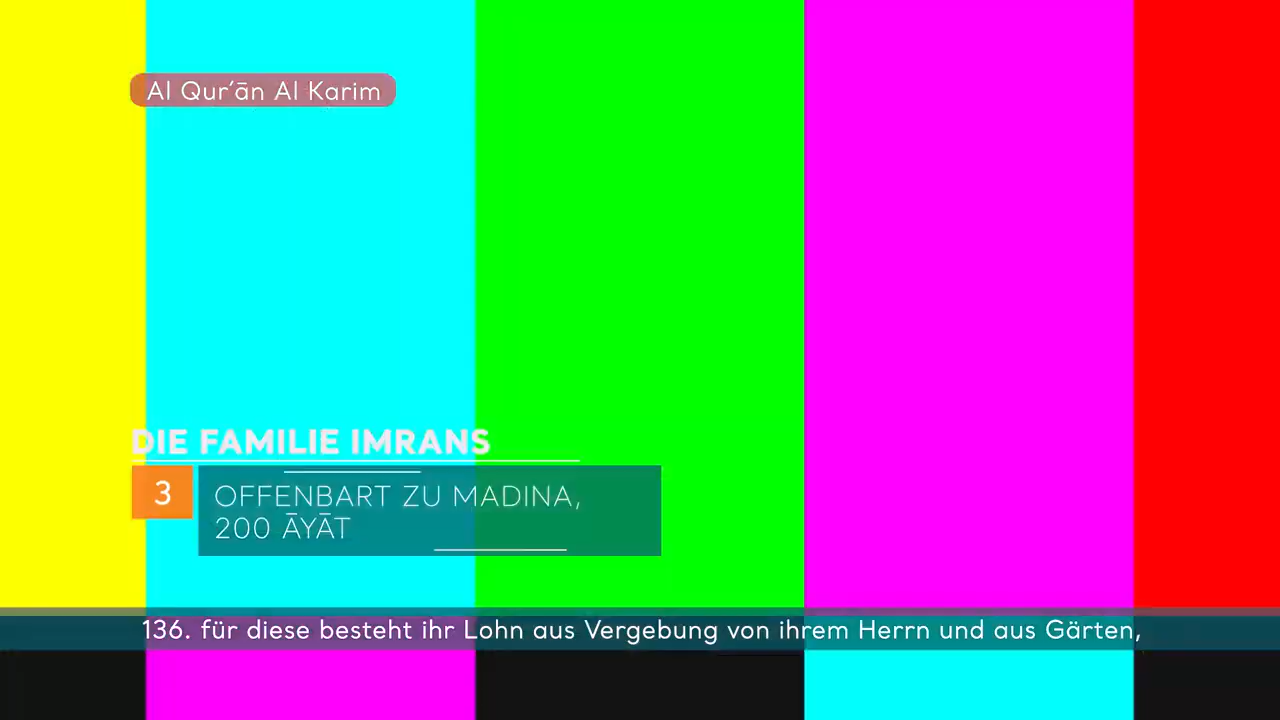 Al Qur’ān Al Karim
DIE FAMILIE IMRANS
3
OFFENBART ZU MADINA,
200 ĀYĀT
136. für diese besteht ihr Lohn aus Vergebung von ihrem Herrn und aus Gärten,